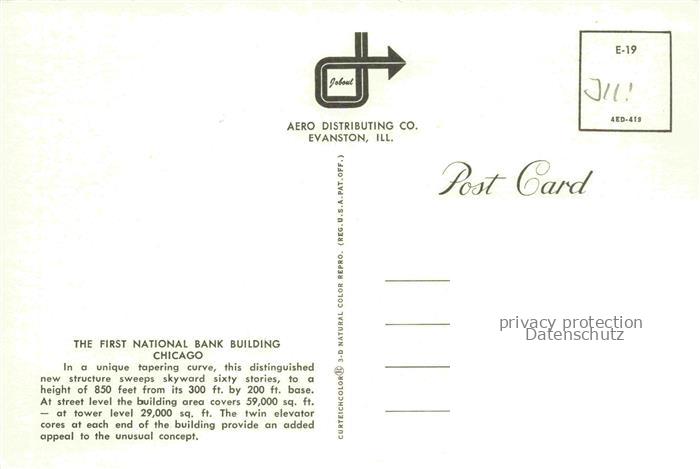 Joboul
AERO DISTRIBUTING CO.
EVANSTON, ILL.
E-19
Ill!
4ED-418
Post Card
CURTEICHCOLOR® 3-D NATURAL COLOR REPRO. (REG.U.S.A.PAT.OFF.)
privacy protection
Datenschutz
THE FIRST NATIONAL BANK BUILDING
CHICAGO
In a unique tapering curve, this distinguished
new structure sweeps skyward sixty stories, to a
height of 850 feet from its 300 ft. by 200 ft. base.
At street level the building area covers 59,000 sq. ft.
— at tower level 29,000 sq. ft. The twin elevator
cores at each end of the building provide an added
appeal to the unusual concept.